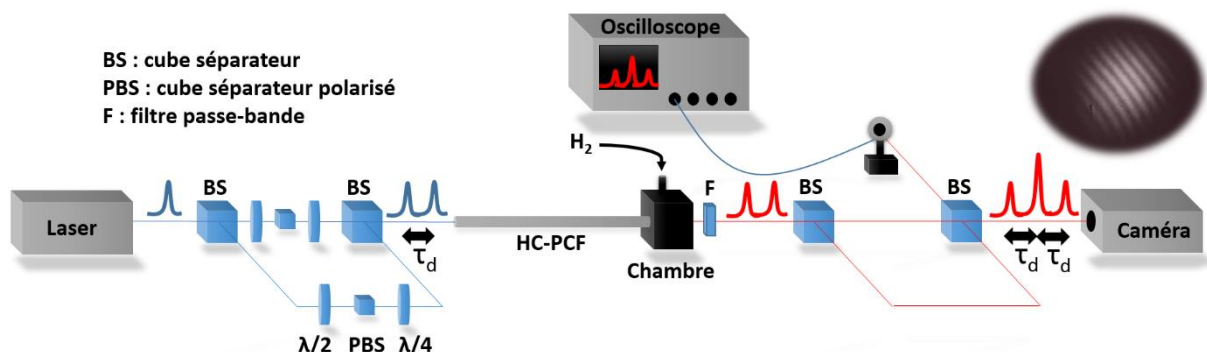 Oscilloscope
BS : cube séparateur
PBS : cube séparateur polarisé
F : filtre passe-bande
H₂
BS
BS
F
BS
BS
Laser
τd
HC-PCF
Chambre
τd
τd
Caméra
λ/2
PBS
λ/4